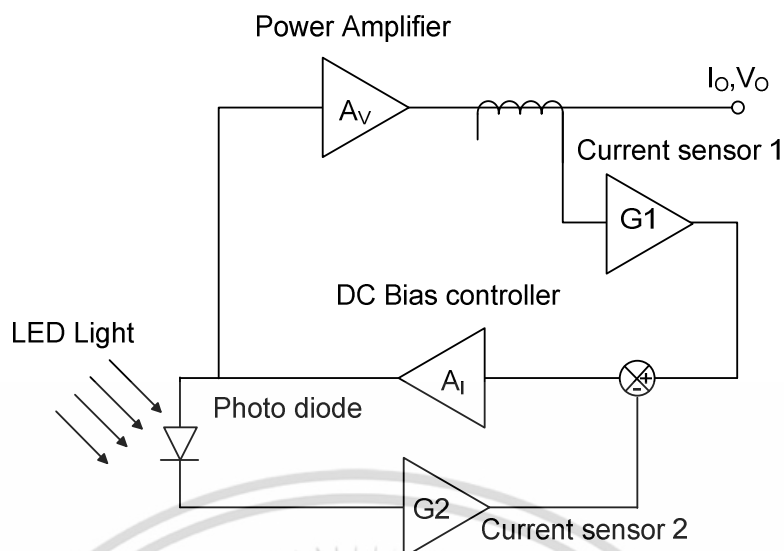 Power Amplifier
A_V
I_O,V_O
Current sensor 1
G1
DC Bias controller
LED Light
A_I
+
-
Photo diode
G2
Current sensor 2